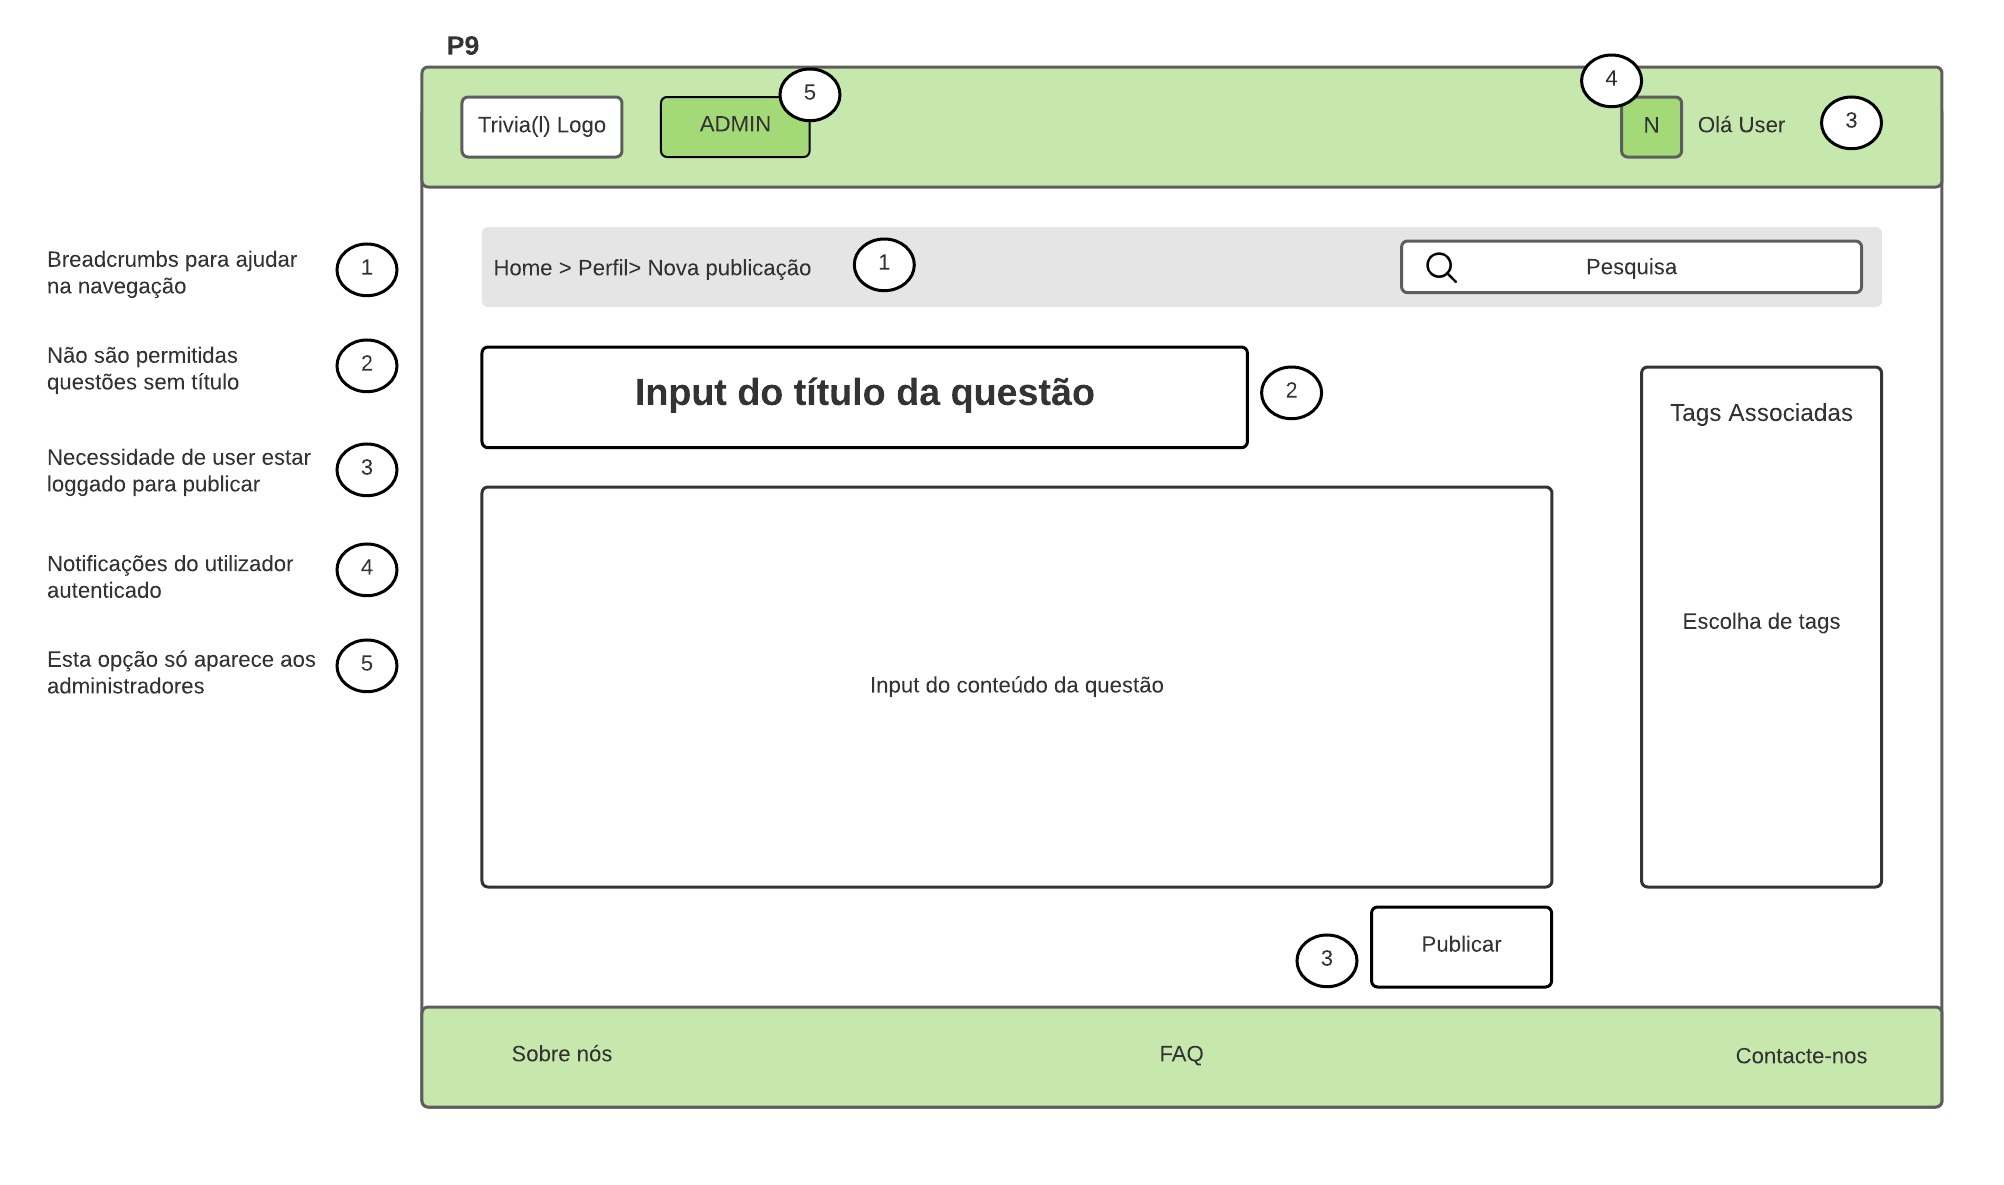 P9
Trivia(l) Logo
ADMIN
5
4
N
Olá User
3
Breadcrumbs para ajudar
na navegação
1
Não são permitidas
questões sem título
2
Necessidade de user estar
loggado para publicar
3
Notificações do utilizador
autenticado
4
Esta opção só aparece aos
administradores
5
Home > Perfil> Nova publicação
1
Pesquisa
Input do título da questão
2
Tags Associadas
Escolha de tags
Input do conteúdo da questão
3
Publicar
Sobre nós
FAQ
Contacte-nos